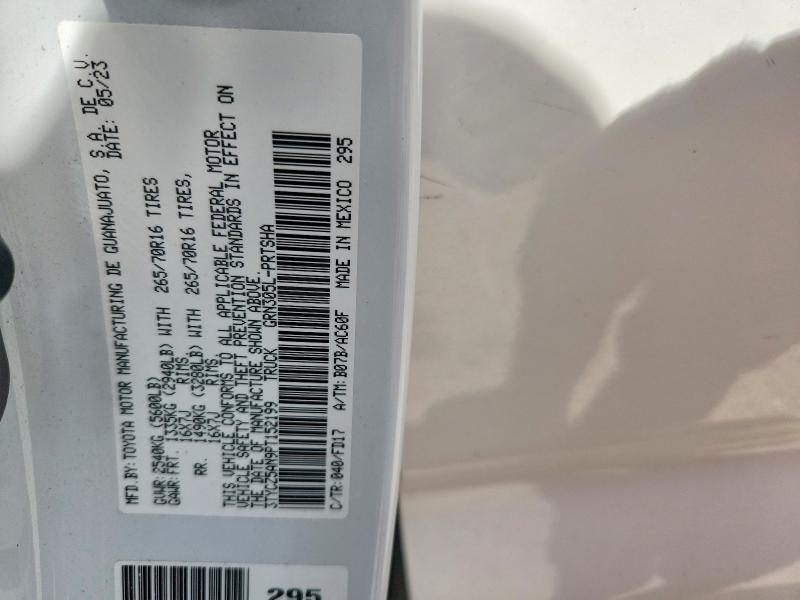 MFD.BY: TOYOTA MOTOR MANUFACTURING DE GUANAJUATO, S.A. DE C.V.
DATE: 05/23
GVWR: 2540KG (5600LB)
GAWR: FRT. 1335KG (2940LB) WITH 265/70R16 TIRES
16X7J RIMS
RR. 1490KG (3280LB) WITH 265/70R16 TIRES,
16X7J RIMS
THIS VEHICLE CONFORMS TO ALL APPLICABLE FEDERAL MOTOR
VEHICLE SAFETY AND THEFT PREVENTION STANDARDS IN EFFECT ON
THE DATE OF MANUFACTURE SHOWN ABOVE.
3TYCZ5AN9PT152199 TRUCK GRN305L-PRTSHA
C/TR: 040/FD17 A/TM: B07B/AC60F MADE IN MEXICO 295
295